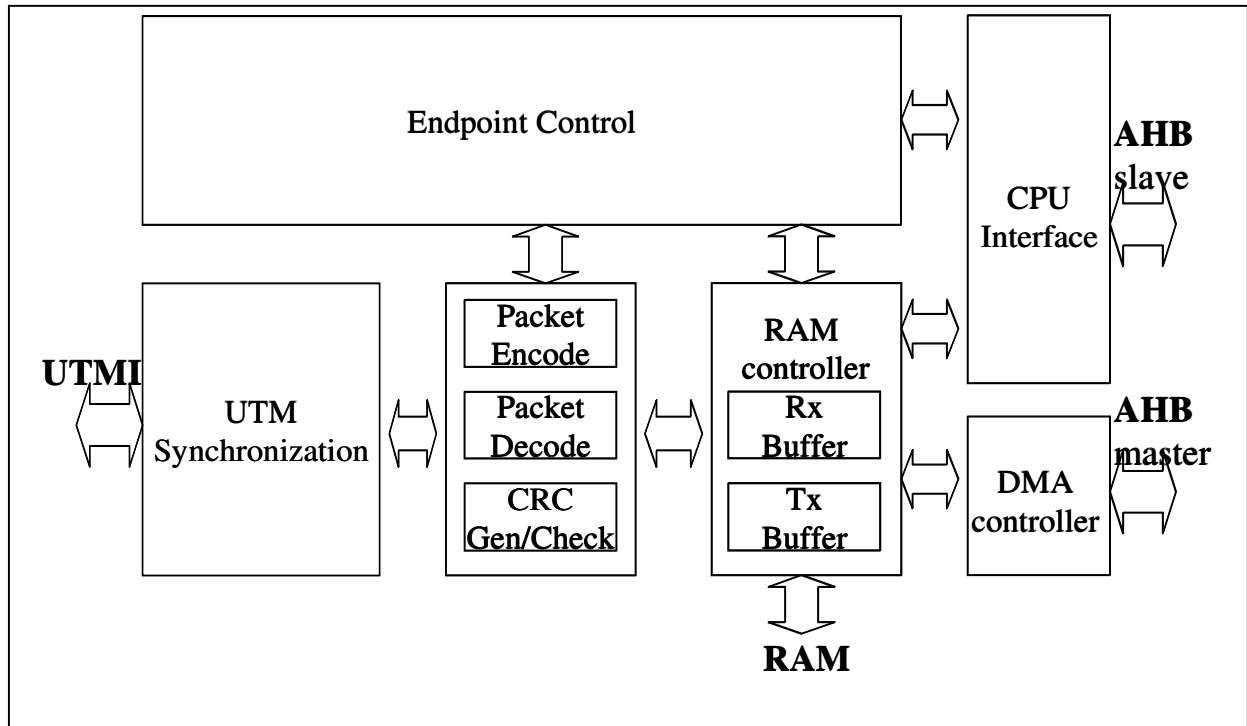 Endpoint Control
AHB
slave
CPU
Interface
UTMI
UTM
Synchronization
Packet
Encode
Packet
Decode
CRC
Gen/Check
RAM
controller
Rx
Buffer
Tx
Buffer
AHB
master
DMA
controller
RAM